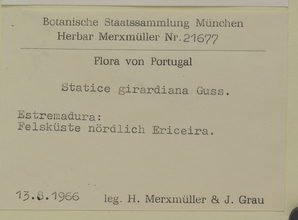 Botanische Staatssammlung München
Herbar Merxmüller Nr. 21677
Flora von Portugal
Statice girardiana Guss.
Estremadura:
Felsküste nördlich Ericeira.
13.8.1966 leg. H. Merxmüller & J. Grau